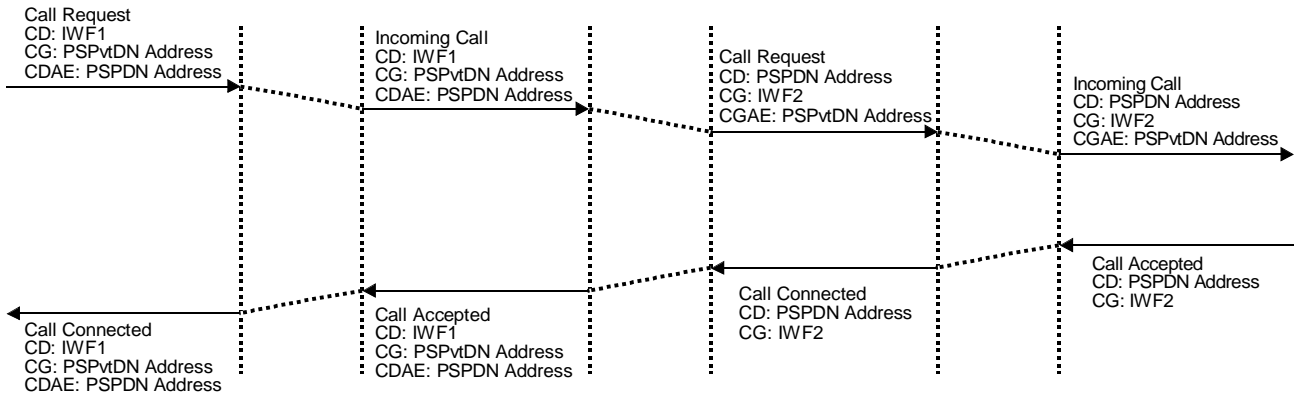 Call Request
CD: IWF1
CG: PSPvtDN Address
CDAE: PSPDN Address
Incoming Call
CD: IWF1
CG: PSPvtDN Address
CDAE: PSPDN Address
Call Request
CD: PSPDN Address
CG: IWF2
CGAE: PSPvtDN Address
Incoming Call
CD: PSPDN Address
CG: IWF2
CGAE: PSPvtDN Address
Call Accepted
CD: PSPDN Address
CG: IWF2
Call Connected
CD: PSPDN Address
CG: IWF2
Call Accepted
CD: IWF1
CG: PSPvtDN Address
CDAE: PSPDN Address
Call Connected
CD: IWF1
CG: PSPvtDN Address
CDAE: PSPDN Address